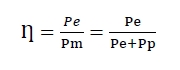 η = Pe/Pm = Pe/(Pe+Pp)